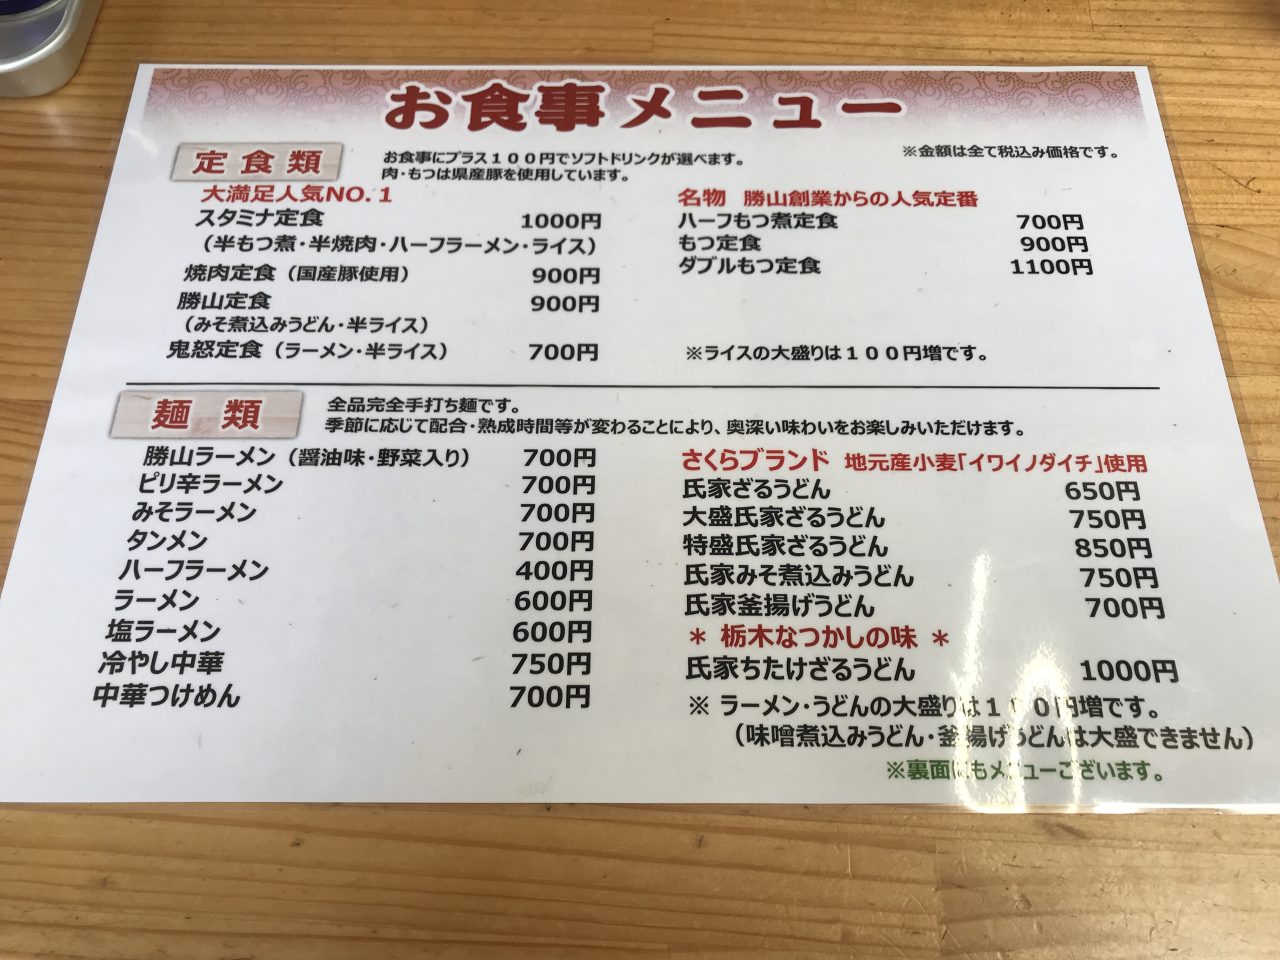 お食事メニュー
定食類
お食事にプラス１００円でソフトドリンクが選べます。
肉・もつは県産豚を使用しています。
※金額は全て税込み価格です。
大満足人気NO.１
スタミナ定食 1000円
（半もつ煮・半焼肉・ハーフラーメン・ライス）
焼肉定食（国産豚使用） 900円
勝山定食 900円
（みそ煮込みうどん・半ライス）
鬼怒定食（ラーメン・半ライス） 700円
名物 勝山創業からの人気定番
ハーフもつ煮定食 700円
もつ定食 900円
ダブルもつ定食 1100円
※ライスの大盛りは１００円増です。
麺類
全品完全手打ち麺です。
季節に応じて配合・熟成時間等が変わることにより、奥深い味わいをお楽しみいただけます。
勝山ラーメン（醤油味・野菜入り） 700円
ピリ辛ラーメン 700円
みそラーメン 700円
タンメン 700円
ハーフラーメン 400円
ラーメン 600円
塩ラーメン 600円
冷やし中華 750円
中華つけめん 700円
さくらブランド 地元産小麦「イワイノダイチ」使用
氏家ざるうどん 650円
大盛氏家ざるうどん 750円
特盛氏家ざるうどん 850円
氏家みそ煮込みうどん 750円
氏家釜揚げうどん 700円
＊ 栃木なつかしの味 ＊
氏家ちたけざるうどん 1000円
※ ラーメン・うどんの大盛りは１００円増です。
（味噌煮込みうどん・釜揚げうどんは大盛できません）
※裏面にもメニューございます。